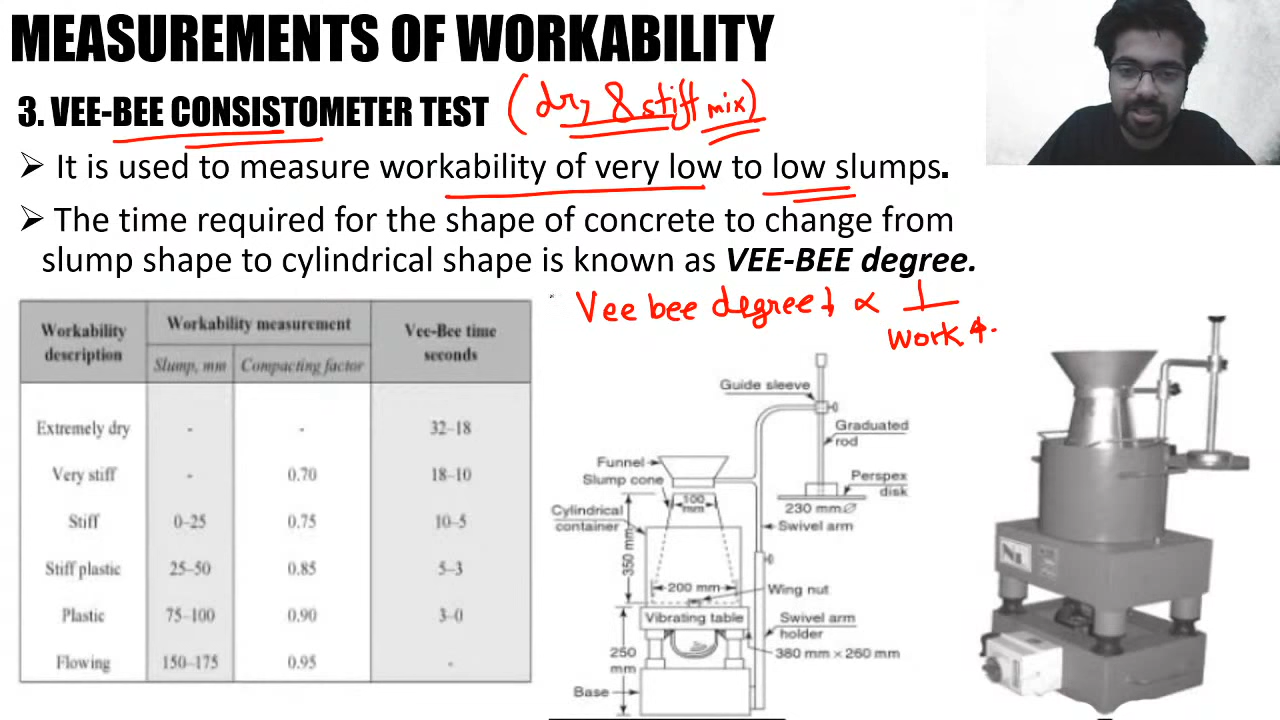 MEASUREMENTS OF WORKABILITY
3. VEE-BEE CONSISTOMETER TEST (dry & stiff mix)
➢ It is used to measure workability of very low to low slumps.
➢ The time required for the shape of concrete to change from
slump shape to cylindrical shape is known as VEE-BEE degree.
Vee bee degree ↓ ∝ 1
work ↑.
Workability description
Workability measurement
Vee-Bee time seconds
Slump, mm
Compacting factor
Extremely dry - - 32–18
Very stiff - 0.70 18–10
Stiff 0–25 0.75 10–5
Stiff plastic 25–50 0.85 5–3
Plastic 75–100 0.90 3–0
Flowing 150–175 0.95 -
Guide sleeve
Graduated
rod
Funnel
Slump cone
Perspex
disk
100
mm
230 mm∅
Cylindrical
container
Swivel arm
350 mm
200 mm
Wing nut
Vibrating table
Swivel arm
holder
250
mm
380 mm × 260 mm
Base